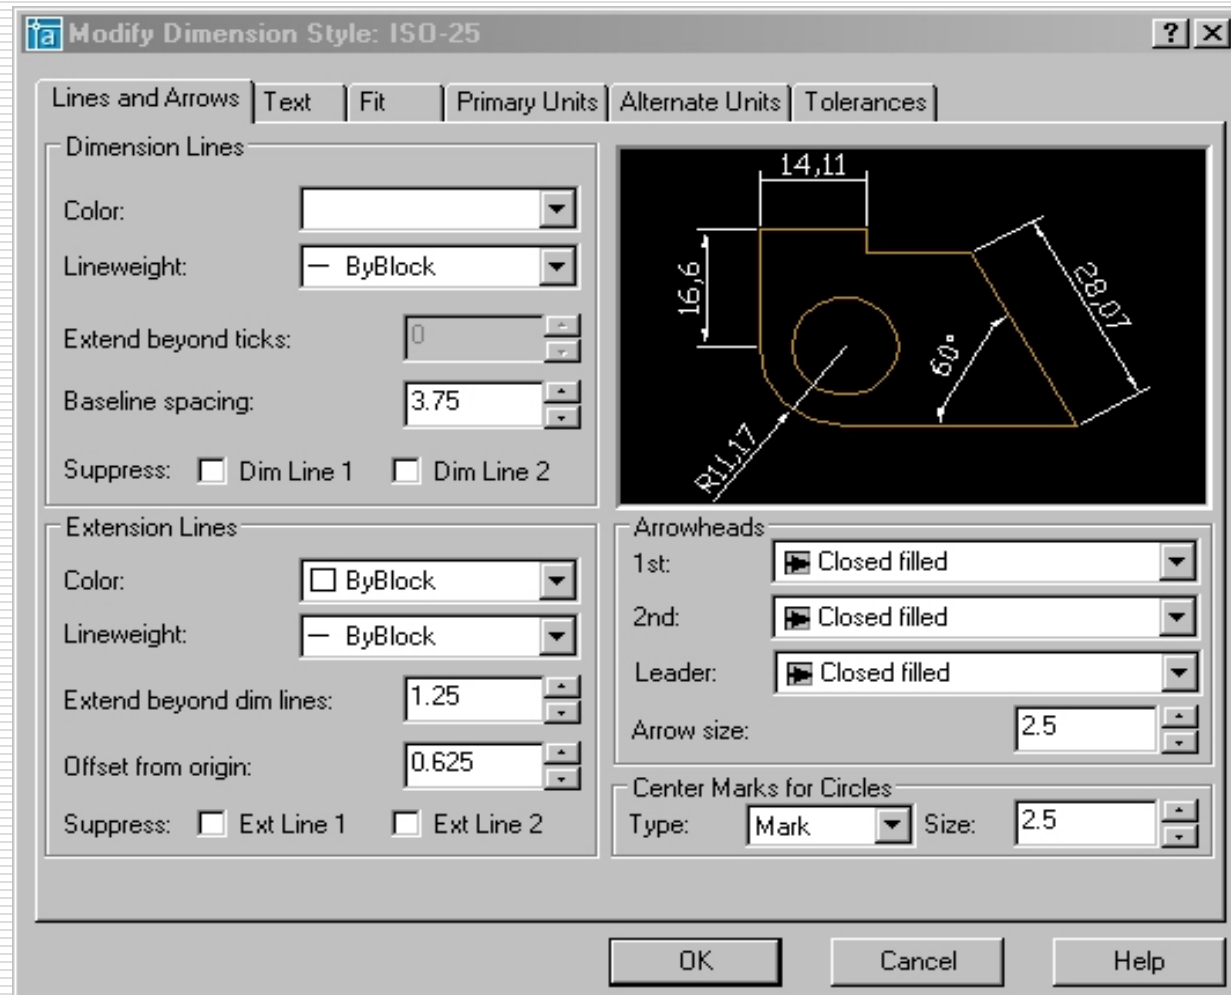 Modify Dimension Style: ISO-25
Lines and Arrows Text Fit Primary Units Alternate Units Tolerances
Dimension Lines
Color:
Lineweight: ByBlock
Extend beyond ticks: 0
Baseline spacing: 3.75
Suppress: Dim Line 1 Dim Line 2
Extension Lines
Color: ByBlock
Lineweight: ByBlock
Extend beyond dim lines: 1.25
Offset from origin: 0.625
Suppress: Ext Line 1 Ext Line 2
14,11
16,6
28,07
60°
R11,17
Arrowheads
1st: Closed filled
2nd: Closed filled
Leader: Closed filled
Arrow size: 2.5
Center Marks for Circles
Type: Mark Size: 2.5
OK Cancel Help